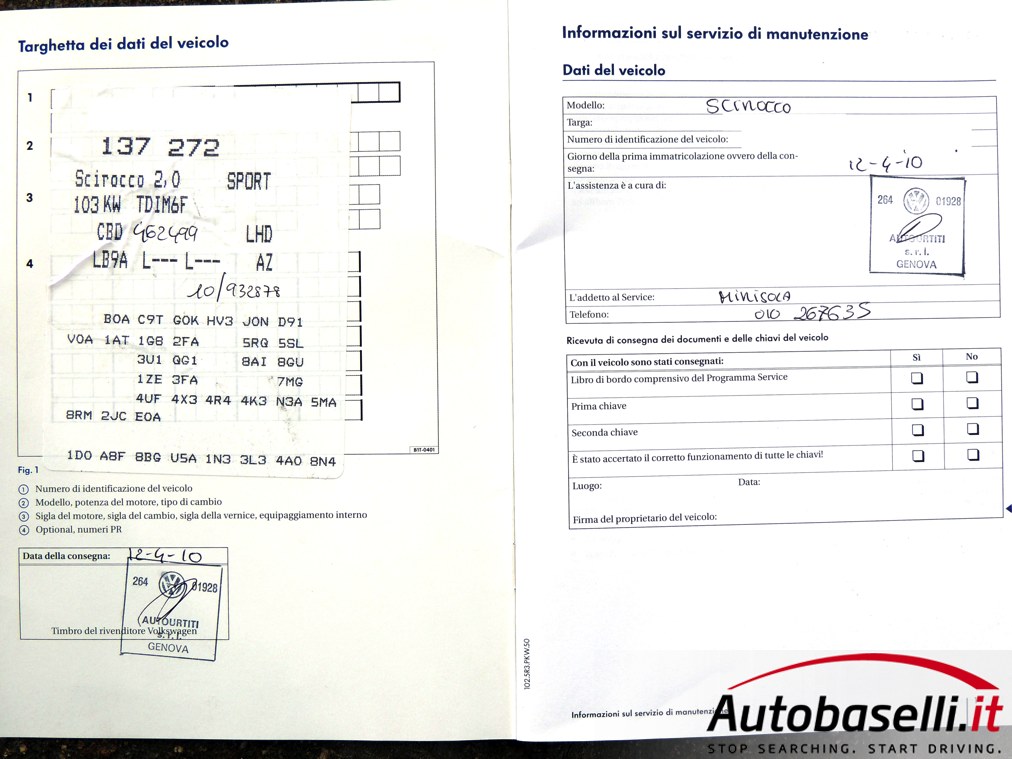 Targhetta dei dati del veicolo
1
2
3
4
137 272
Scirocco 2,0 SPORT
103 KW TDIM6F
CBD 462499 LHD
LB9A L--- L--- AZ
10/932878
B0A C9T G0K HV3 J0N D91
V0A 1AT 1G8 2FA 5RQ 5SL
3U1 QG1 8AI 8GU
1ZE 3FA 7MG
4UF 4X3 4R4 4K3 N3A 5MA
8RM 2JC E0A
1D0 A8F 8BG U5A 1N3 3L3 4A0 8N4
B1T-0401
Fig. 1
1 Numero di identificazione del veicolo
2 Modello, potenza del motore, tipo di cambio
3 Sigla del motore, sigla del cambio, sigla della vernice, equipaggiamento interno
4 Optional, numeri PR
Data della consegna: 12-4-10
264 01928
AUTOURTITI
s.r.l.
GENOVA
Timbro del rivenditore Volkswagen
Informazioni sul servizio di manutenzione
Dati del veicolo
Modello: SCIROCCO
Targa:
Numero di identificazione del veicolo:
Giorno della prima immatricolazione ovvero della con-
segna: 12-4-10
L'assistenza è a cura di:
264 01928
AUTOURTITI
s.r.l.
GENOVA
L'addetto al Service: MINISOLA
Telefono: 010 267635
Ricevuta di consegna dei documenti e delle chiavi del veicolo
Con il veicolo sono stati consegnati: Sì No
Libro di bordo comprensivo del Programma Service
Prima chiave
Seconda chiave
È stato accertato il corretto funzionamento di tutte le chiavi!
Luogo: Data:
Firma del proprietario del veicolo:
102.5R3.PKW.50
Informazioni sul servizio di manutenzione
Autobaselli.it
STOP SEARCHING. START DRIVING.